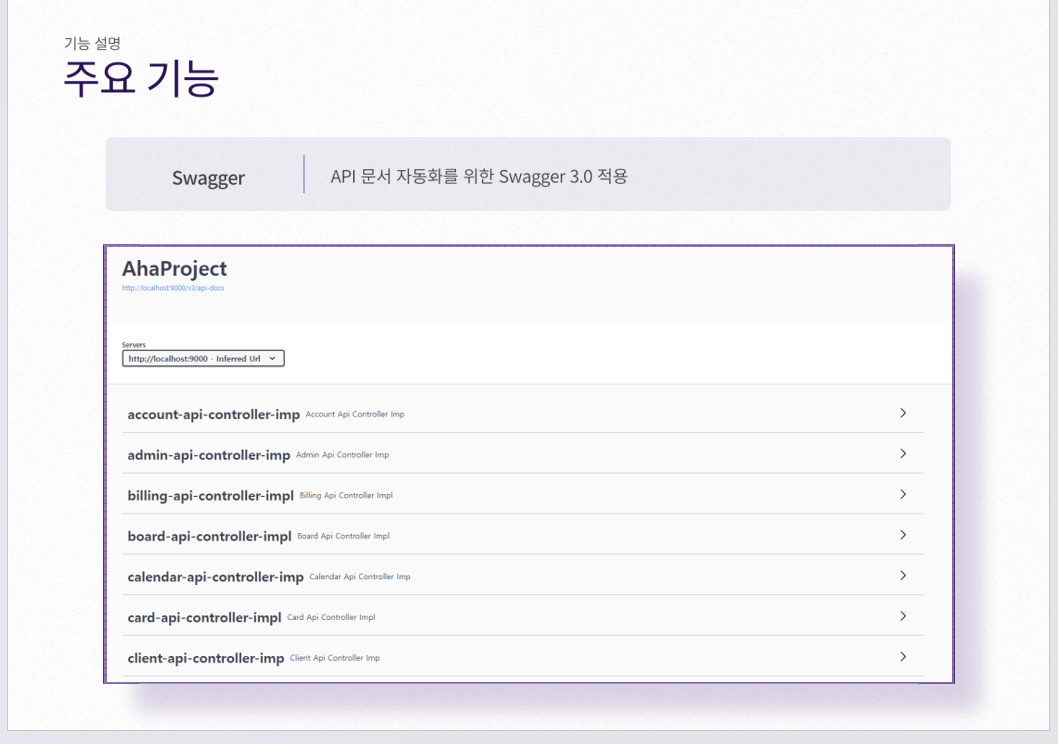 기능 설명
주요 기능
Swagger
API 문서 자동화를 위한 Swagger 3.0 적용
AhaProject
http://localhost:9000/v3/api-docs
Servers
http://localhost:9000 - Inferred Url
account-api-controller-imp Account Api Controller Imp
admin-api-controller-imp Admin Api Controller Imp
billing-api-controller-impl Billing Api Controller Impl
board-api-controller-impl Board Api Controller Impl
calendar-api-controller-imp Calendar Api Controller Imp
card-api-controller-impl Card Api Controller Impl
client-api-controller-imp Client Api Controller Imp